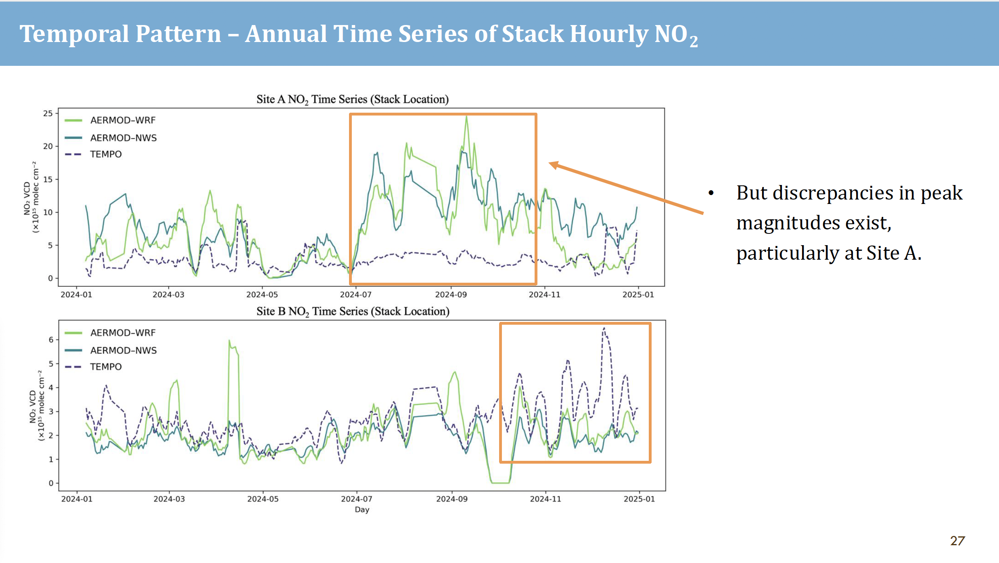 Temporal Pattern – Annual Time Series of Stack Hourly NO₂
Site A NO₂ Time Series (Stack Location)
AERMOD–WRF
AERMOD–NWS
TEMPO
NO₂ VCD
(×10¹⁵ molec cm⁻²)
25
20
15
10
5
0
2024-01 2024-03 2024-05 2024-07 2024-09 2024-11 2025-01
• But discrepancies in peak
magnitudes exist,
particularly at Site A.
Site B NO₂ Time Series (Stack Location)
AERMOD–WRF
AERMOD–NWS
TEMPO
NO₂ VCD
(×10¹⁵ molec cm⁻²)
6
5
4
3
2
1
0
2024-01 2024-03 2024-05 2024-07 2024-09 2024-11 2025-01
Day
27